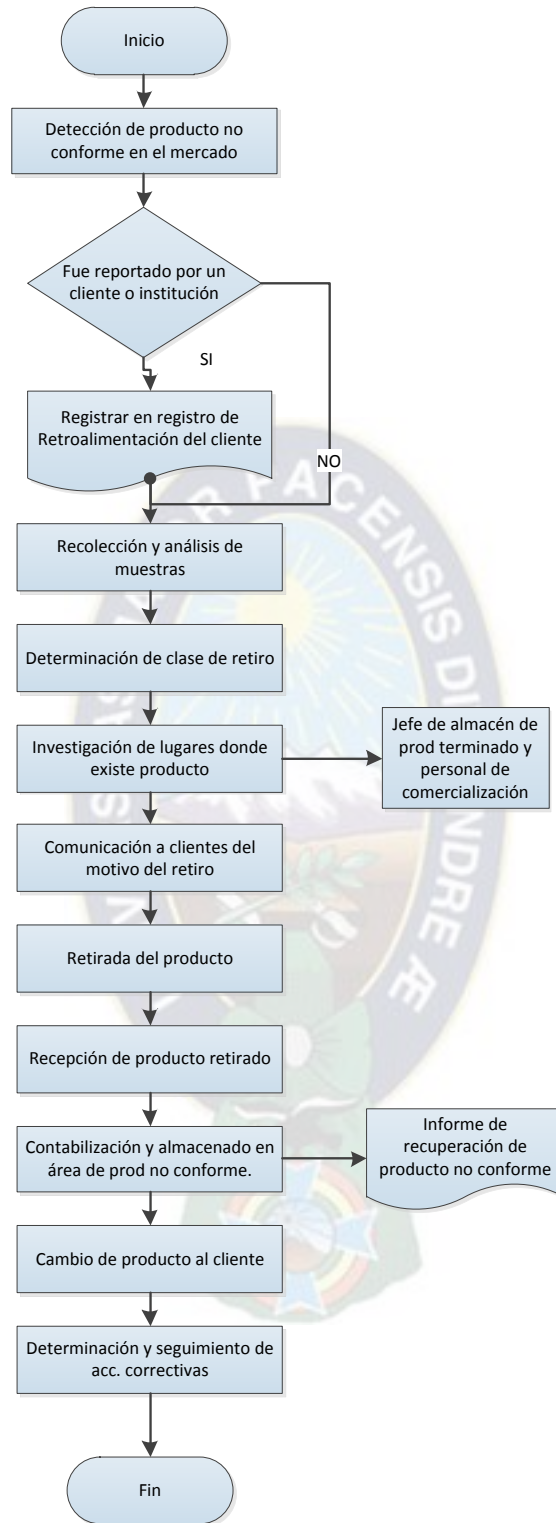 Inicio
Detección de producto no
conforme en el mercado
Fue reportado por un
cliente o institución
SI
Registrar en registro de
Retroalimentación del cliente
NO
Recolección y análisis de
muestras
Determinación de clase de retiro
Investigación de lugares donde
existe producto
Jefe de almacén de
prod terminado y
personal de
comercialización
Comunicación a clientes del
motivo del retiro
Retirada del producto
Recepción de producto retirado
Contabilización y almacenado en
área de prod no conforme.
Informe de
recuperación de
producto no conforme
Cambio de producto al cliente
Determinación y seguimiento de
acc. correctivas
Fin
PACENSIS DI
ANDRE Æ